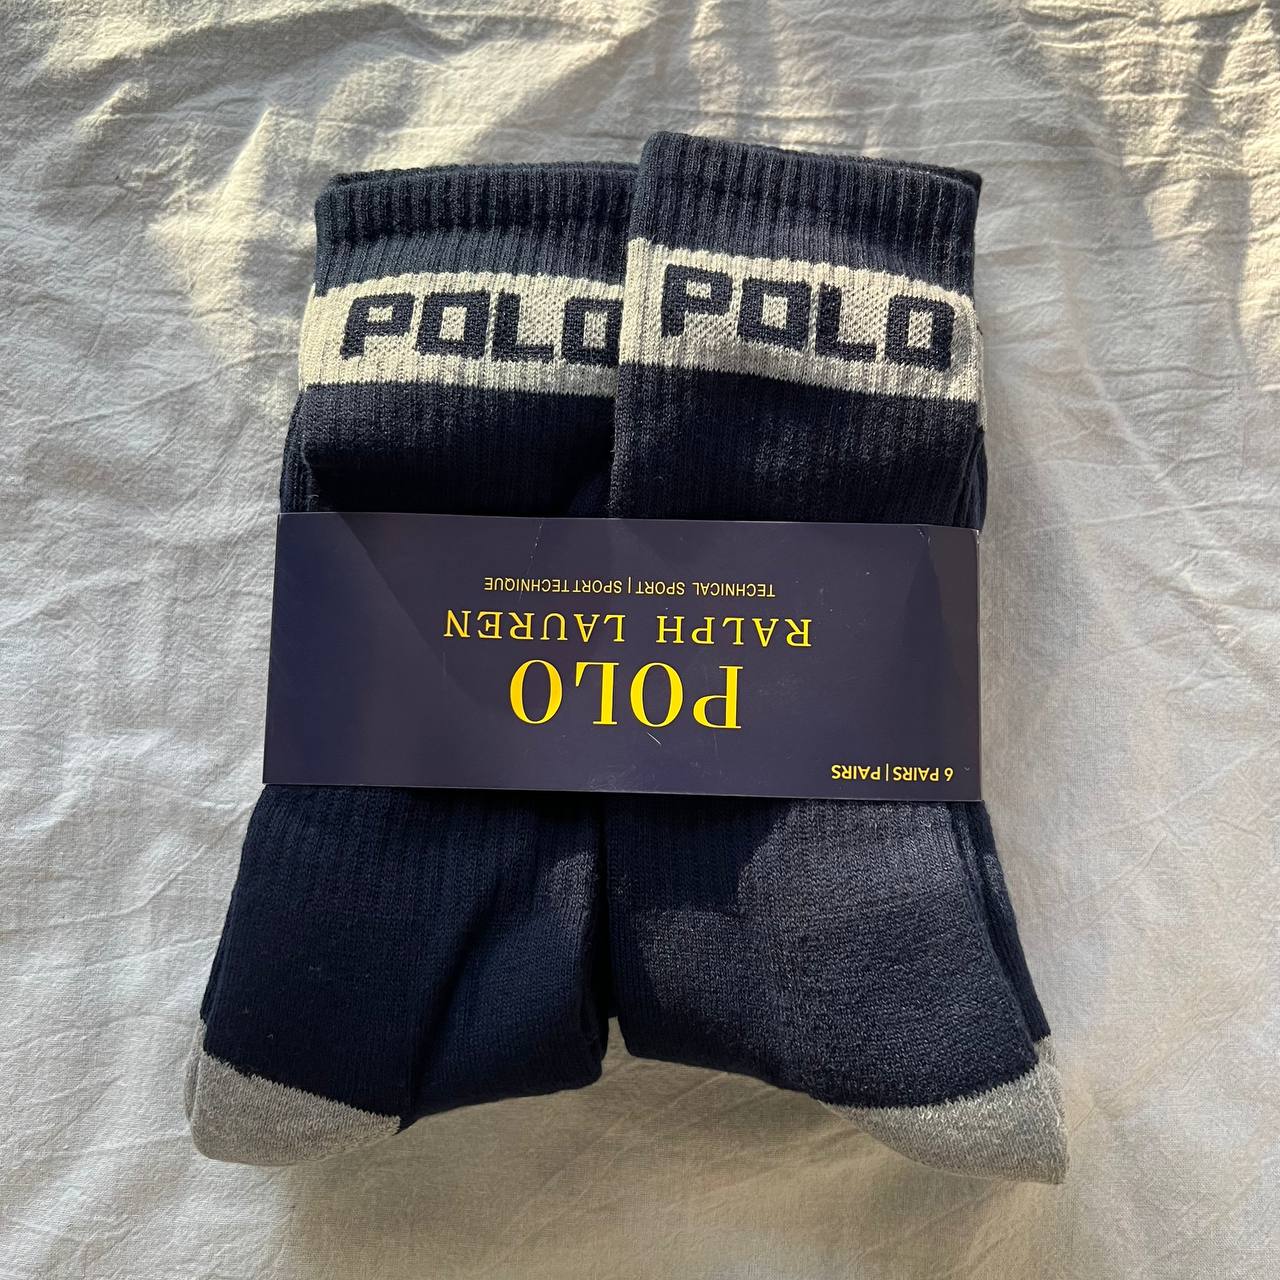 POLO
POLO
6 PAIRS | PAIRS
POLO
RALPH LAUREN
TECHNICAL SPORT | SPORT TECHNIQUE